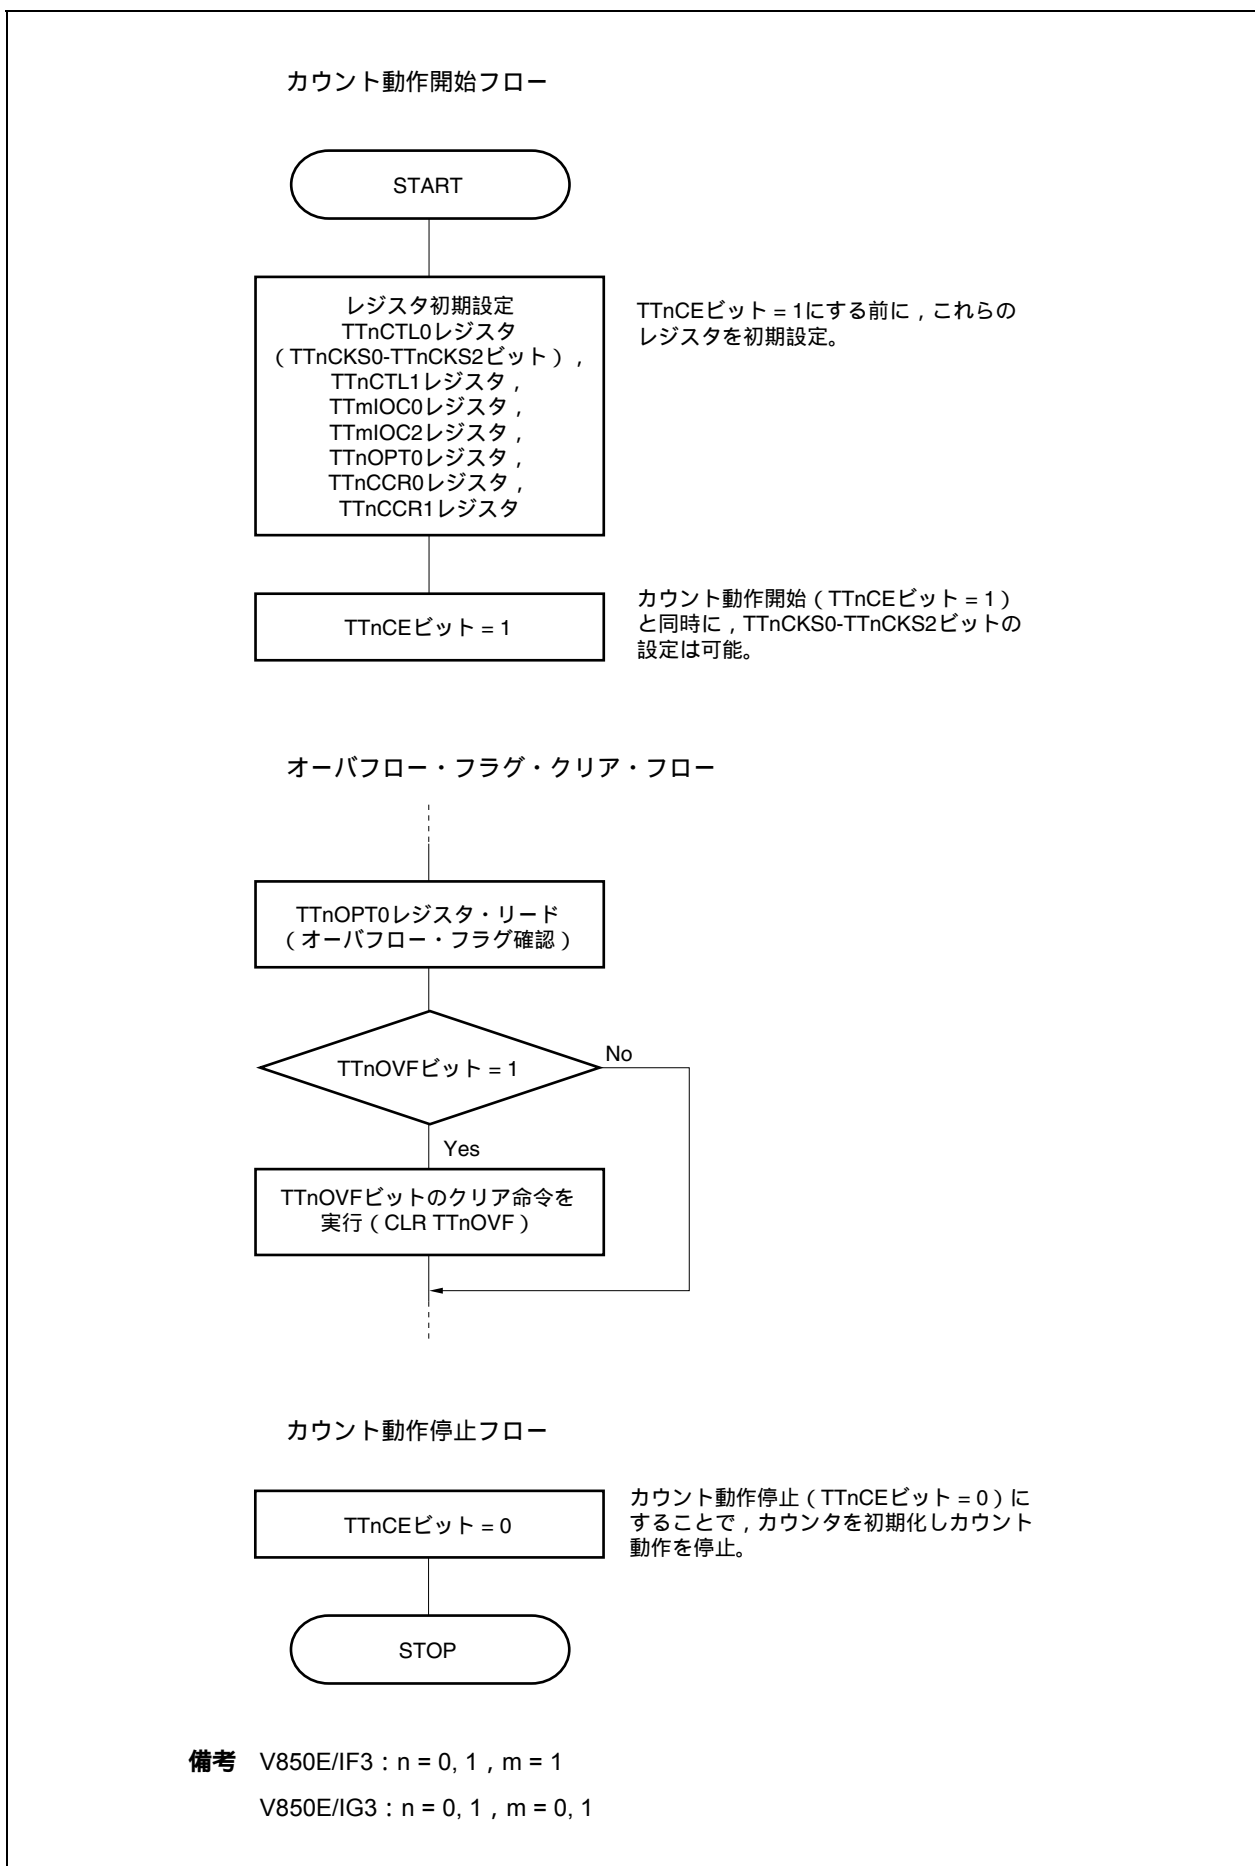 カウント動作開始フロー
START
レジスタ初期設定
TTnCTL0レジスタ
（TTnCKS0-TTnCKS2ビット），
TTnCTL1レジスタ，
TTmIOC0レジスタ，
TTmIOC2レジスタ，
TTnOPT0レジスタ，
TTnCCR0レジスタ，
TTnCCR1レジスタ
TTnCEビット = 1にする前に，これらの
レジスタを初期設定。
TTnCEビット = 1
カウント動作開始（TTnCEビット = 1）
と同時に，TTnCKS0-TTnCKS2ビットの
設定は可能。
オーバフロー・フラグ・クリア・フロー
TTnOPT0レジスタ・リード
（オーバフロー・フラグ確認）
TTnOVFビット = 1
No
Yes
TTnOVFビットのクリア命令を
実行（CLR TTnOVF）
カウント動作停止フロー
TTnCEビット = 0
カウント動作停止（TTnCEビット = 0）に
することで，カウンタを初期化しカウント
動作を停止。
STOP
備考 V850E/IF3：n = 0, 1，m = 1
V850E/IG3：n = 0, 1，m = 0, 1